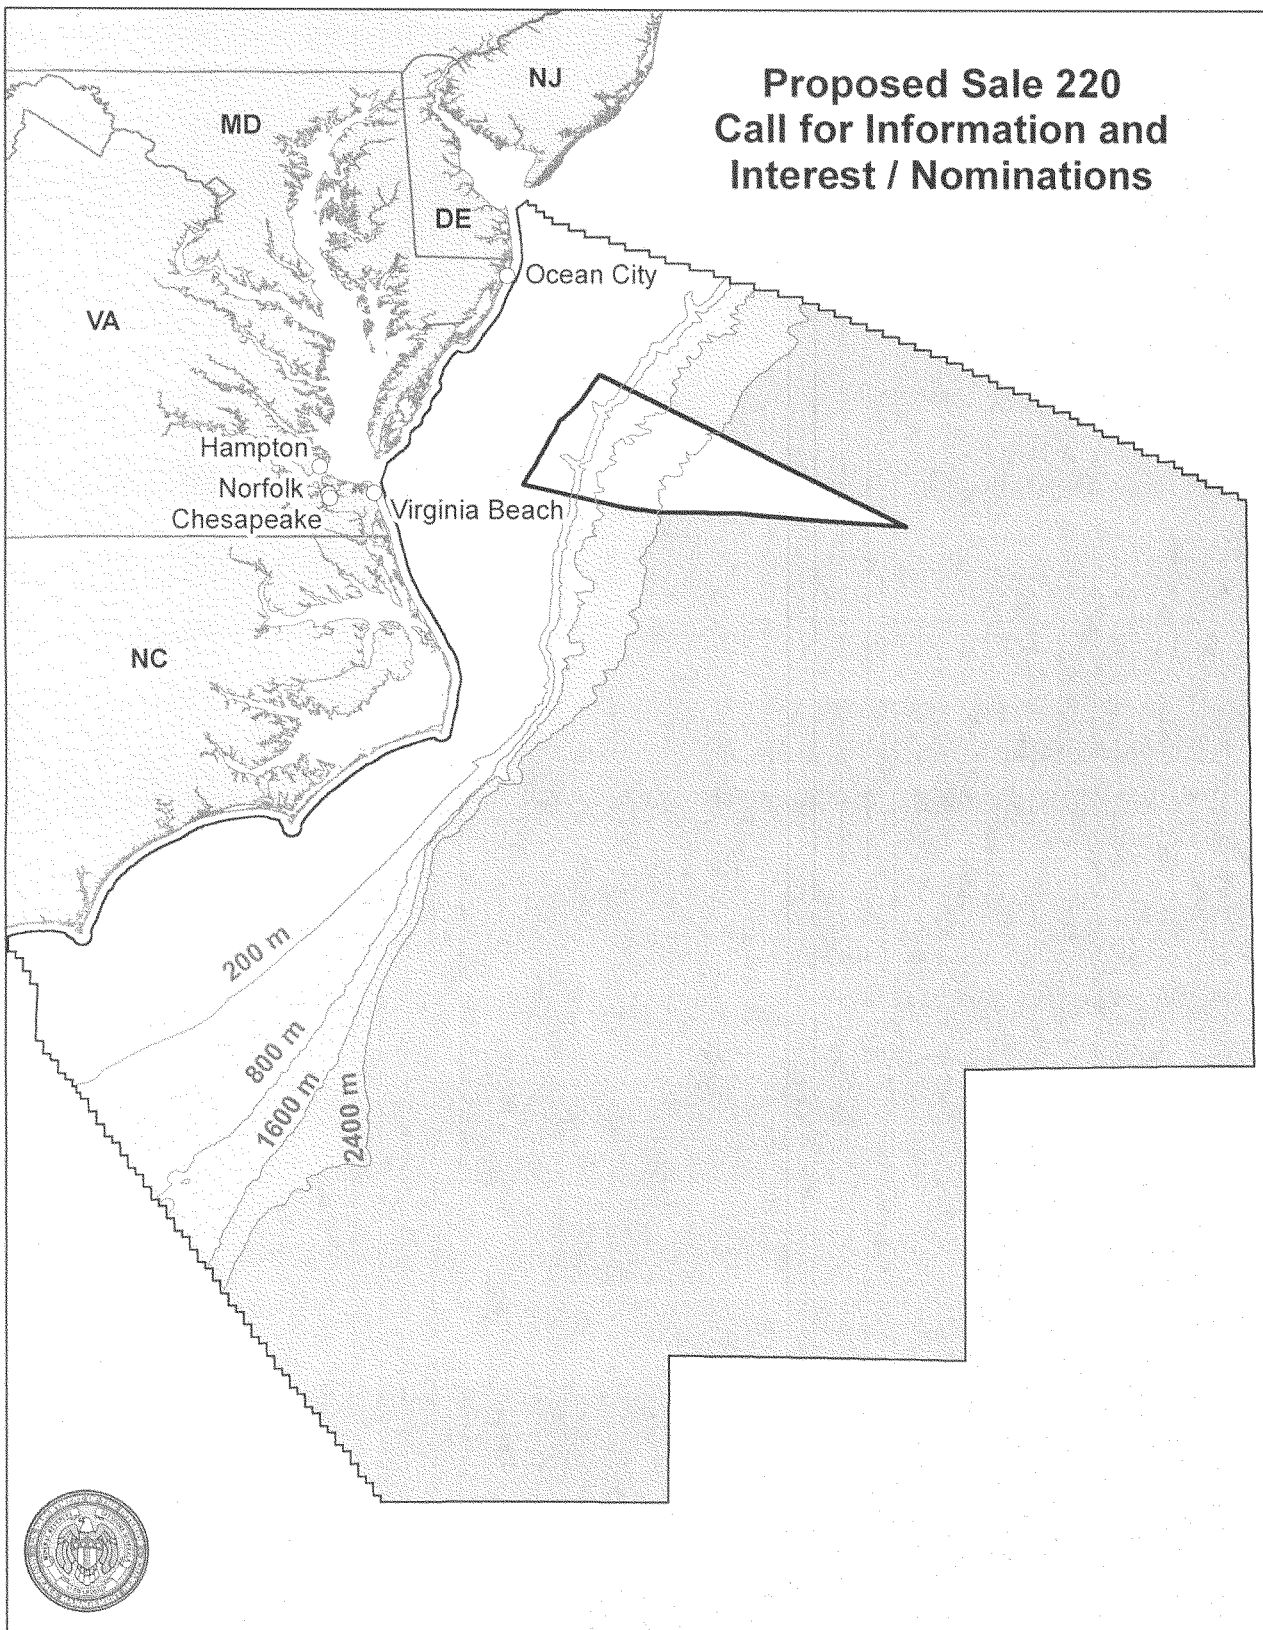 Proposed Sale 220
Call for Information and
Interest / Nominations
NJ
MD
DE
Ocean City
VA
Hampton
Norfolk
Chesapeake
Virginia Beach
NC
200 m
800 m
1600 m
2400 m